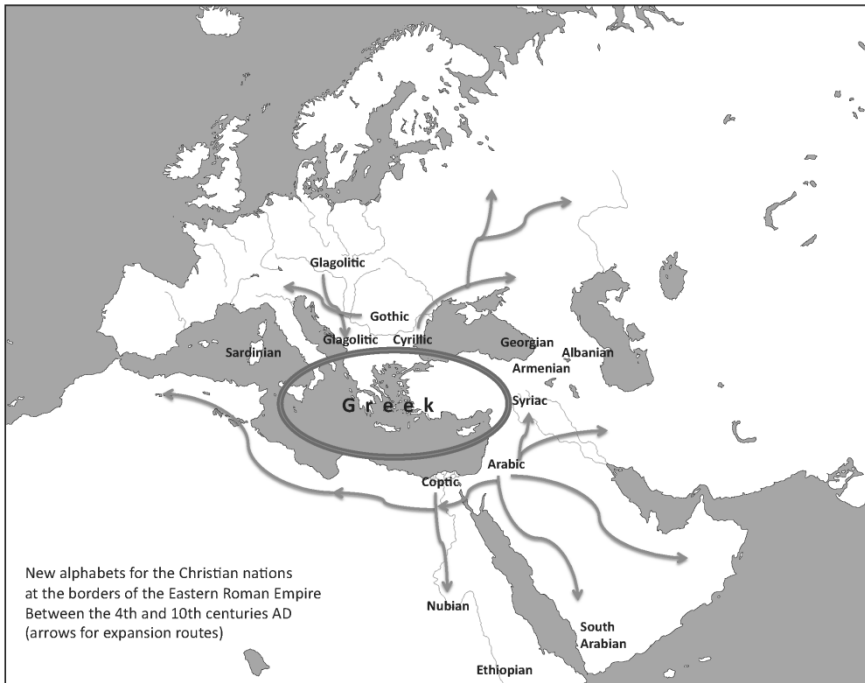 Glagolitic
Gothic
Glagolitic
Cyrillic
Sardinian
Georgian
Albanian
Armenian
Greek
Syriac
Arabic
Coptic
New alphabets for the Christian nations
at the borders of the Eastern Roman Empire
Between the 4th and 10th centuries AD
(arrows for expansion routes)
Nubian
South
Arabian
Ethiopian